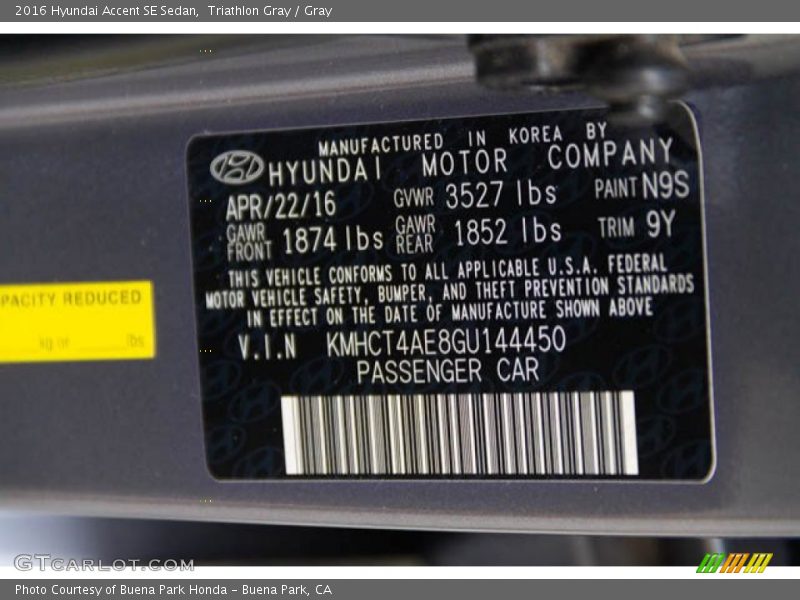 2016 Hyundai Accent SE Sedan, Triathlon Gray / Gray
MANUFACTURED IN KOREA BY
HYUNDAI MOTOR COMPANY
APR/22/16 GVWR 3527 lbs PAINT N9S
GAWR FRONT 1874 lbs GAWR REAR 1852 lbs TRIM 9Y
THIS VEHICLE CONFORMS TO ALL APPLICABLE U.S.A. FEDERAL
MOTOR VEHICLE SAFETY, BUMPER, AND THEFT PREVENTION STANDARDS
IN EFFECT ON THE DATE OF MANUFACTURE SHOWN ABOVE
V.I.N KMHCT4AE8GU144450
PASSENGER CAR
PACITY REDUCED
kg or lbs
GTCARLOT.COM
Photo Courtesy of Buena Park Honda - Buena Park, CA